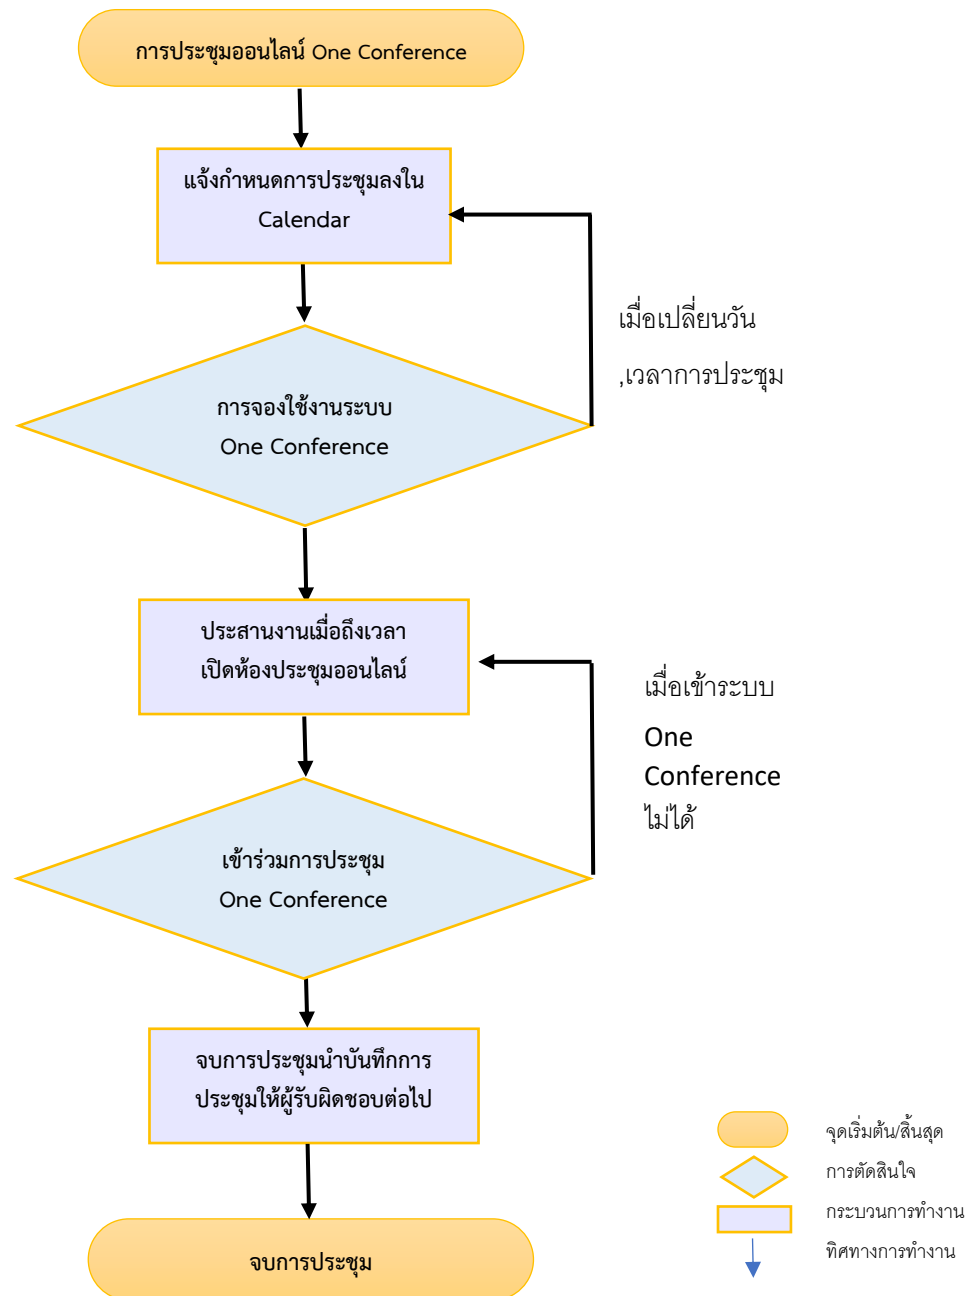 การประชุมออนไลน์ One Conference
แจ้งกำหนดการประชุมลงใน
Calendar
เมื่อเปลี่ยนวัน
,เวลาการประชุม
การจองใช้งานระบบ
One Conference
ประสานงานเมื่อถึงเวลา
เปิดห้องประชุมออนไลน์
เมื่อเข้าระบบ
One
Conference
ไม่ได้
เข้าร่วมการประชุม
One Conference
จบการประชุมนำบันทึกการ
ประชุมให้ผู้รับผิดชอบต่อไป
จบการประชุม
จุดเริ่มต้น/สิ้นสุด
การตัดสินใจ
กระบวนการทำงาน
ทิศทางการทำงาน